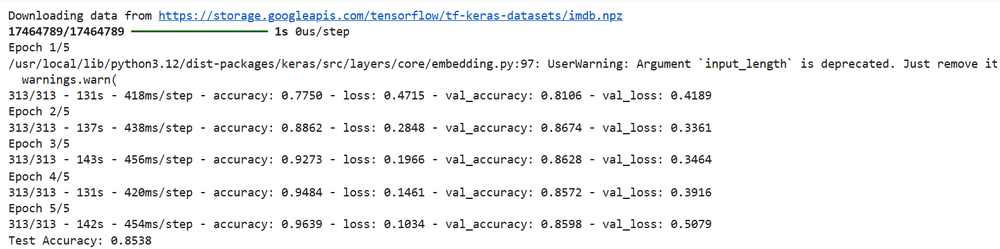 Downloading data from https://storage.googleapis.com/tensorflow/tf-keras-datasets/imdb.npz
17464789/17464789 ━━━━━━━━━━━━━━━━━━━━ 1s 0us/step
Epoch 1/5
/usr/local/lib/python3.12/dist-packages/keras/src/layers/core/embedding.py:97: UserWarning: Argument `input_length` is deprecated. Just remove it
  warnings.warn(
313/313 - 131s - 418ms/step - accuracy: 0.7750 - loss: 0.4715 - val_accuracy: 0.8106 - val_loss: 0.4189
Epoch 2/5
313/313 - 137s - 438ms/step - accuracy: 0.8862 - loss: 0.2848 - val_accuracy: 0.8674 - val_loss: 0.3361
Epoch 3/5
313/313 - 143s - 456ms/step - accuracy: 0.9273 - loss: 0.1966 - val_accuracy: 0.8628 - val_loss: 0.3464
Epoch 4/5
313/313 - 131s - 420ms/step - accuracy: 0.9484 - loss: 0.1461 - val_accuracy: 0.8572 - val_loss: 0.3916
Epoch 5/5
313/313 - 142s - 454ms/step - accuracy: 0.9639 - loss: 0.1034 - val_accuracy: 0.8598 - val_loss: 0.5079
Test Accuracy: 0.8538